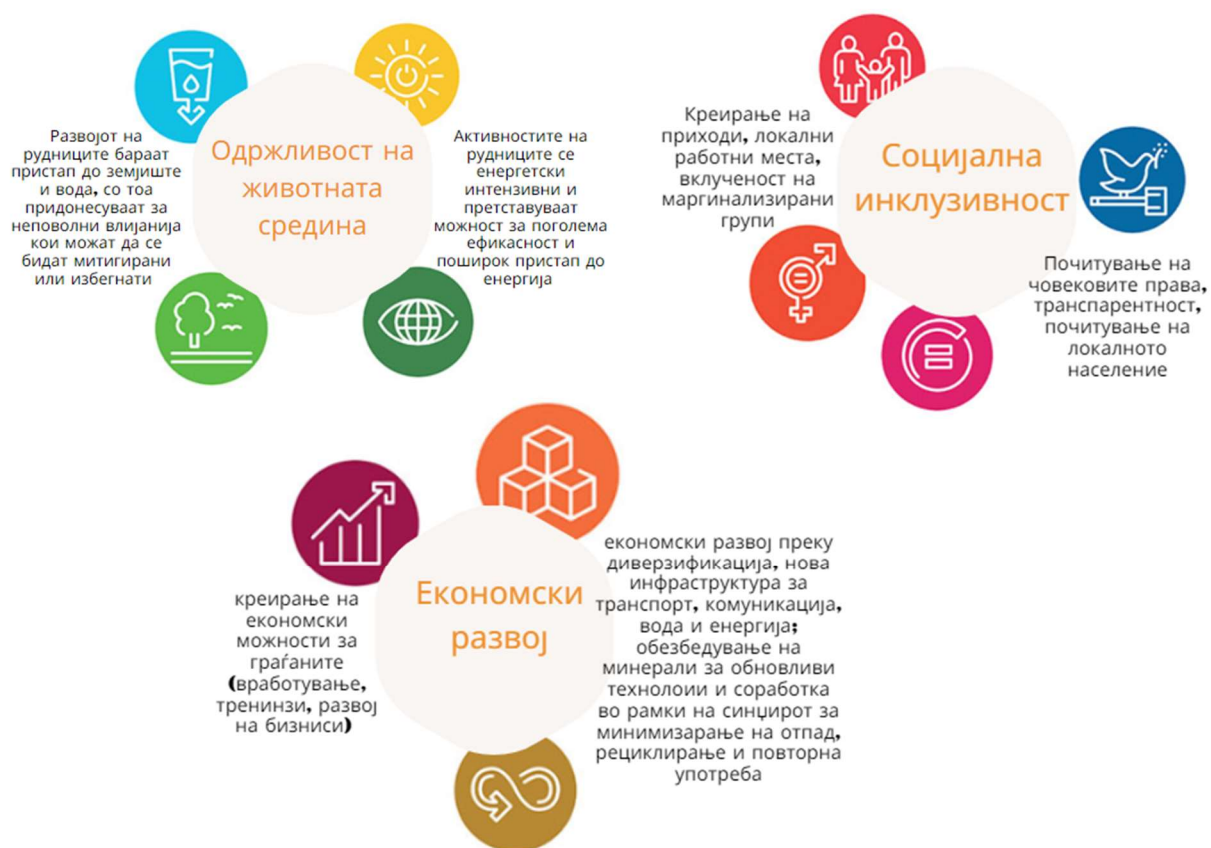 Одржливост на
животната
средина
Развојот на
рудниците бараат
пристап до земјиште
и вода, со тоа
придонесуваат за
неповолни влијанија
кои можат да се
бидат митигирани
или избегнати
Активностите на
рудниците се
енергетски
интензивни и
претставуваат
можност за поголема
ефикасност и
поширок пристап до
енергија
Социјална
инклузивност
Креирање на
приходи, локални
работни места,
вклученост на
маргинализирани
групи
Почитување на
човековите права,
транспарентност,
почитување на
локалното
население
Економски
развој
креирање на
економски
можности за
граѓаните
(вработување,
тренинзи, развој
на бизниси)
економски развој преку
диверзификација, нова
инфраструктура за
транспорт, комуникација,
вода и енергија;
обезбедување на
минерали за обновливи
технолоии и соработка
во рамки на синџирот за
минимизарање на отпад,
рециклирање и повторна
употреба